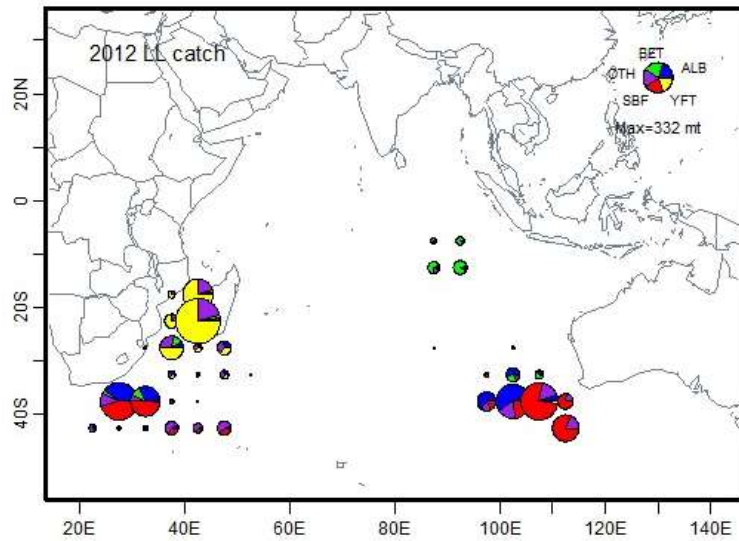 2012 LL catch
BET
OTH ALB
SBF YFT
Max=332 mt
20N
0
20S
40S
20E 40E 60E 80E 100E 120E 140E